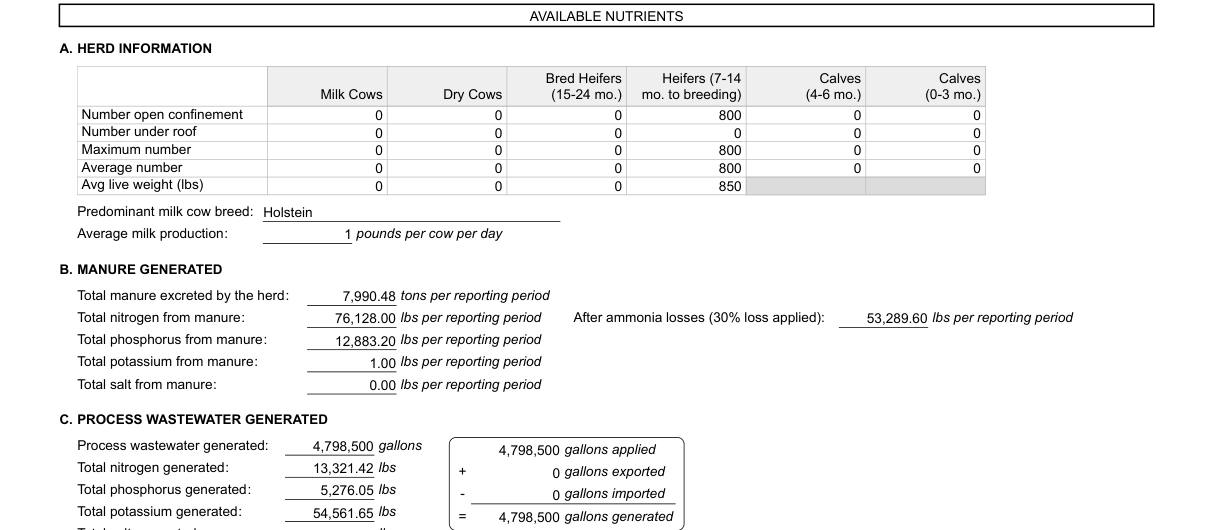 AVAILABLE NUTRIENTS
A. HERD INFORMATION
Milk Cows Dry Cows Bred Heifers (15-24 mo.) Heifers (7-14 mo. to breeding) Calves (4-6 mo.) Calves (0-3 mo.)
Number open confinement 0 0 0 800 0 0
Number under roof 0 0 0 0 0 0
Maximum number 0 0 0 800 0 0
Average number 0 0 0 800 0 0
Avg live weight (lbs) 0 0 0 850
Predominant milk cow breed: Holstein
Average milk production: 1 pounds per cow per day
B. MANURE GENERATED
Total manure excreted by the herd: 7,990.48 tons per reporting period
Total nitrogen from manure: 76,128.00 lbs per reporting period After ammonia losses (30% loss applied): 53,289.60 lbs per reporting period
Total phosphorus from manure: 12,883.20 lbs per reporting period
Total potassium from manure: 1.00 lbs per reporting period
Total salt from manure: 0.00 lbs per reporting period
C. PROCESS WASTEWATER GENERATED
Process wastewater generated: 4,798,500 gallons 4,798,500 gallons applied
Total nitrogen generated: 13,321.42 lbs + 0 gallons exported
Total phosphorus generated: 5,276.05 lbs - 0 gallons imported
Total potassium generated: 54,561.65 lbs = 4,798,500 gallons generated